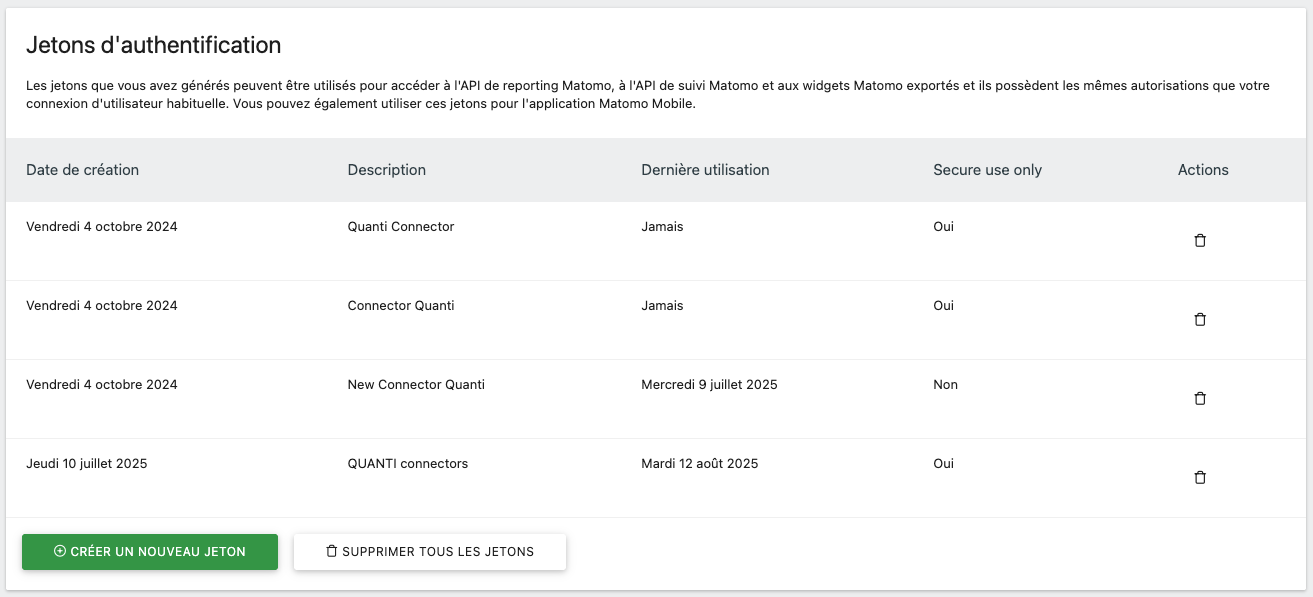 Jetons d'authentification
Les jetons que vous avez générés peuvent être utilisés pour accéder à l'API de reporting Matomo, à l'API de suivi Matomo et aux widgets Matomo exportés et ils possèdent les mêmes autorisations que votre
connexion d'utilisateur habituelle. Vous pouvez également utiliser ces jetons pour l'application Matomo Mobile.
Date de création Description Dernière utilisation Secure use only Actions
Vendredi 4 octobre 2024 Quanti Connector Jamais Oui
Vendredi 4 octobre 2024 Connector Quanti Jamais Oui
Vendredi 4 octobre 2024 New Connector Quanti Mercredi 9 juillet 2025 Non
Jeudi 10 juillet 2025 QUANTI connectors Mardi 12 août 2025 Oui
CRÉER UN NOUVEAU JETON SUPPRIMER TOUS LES JETONS